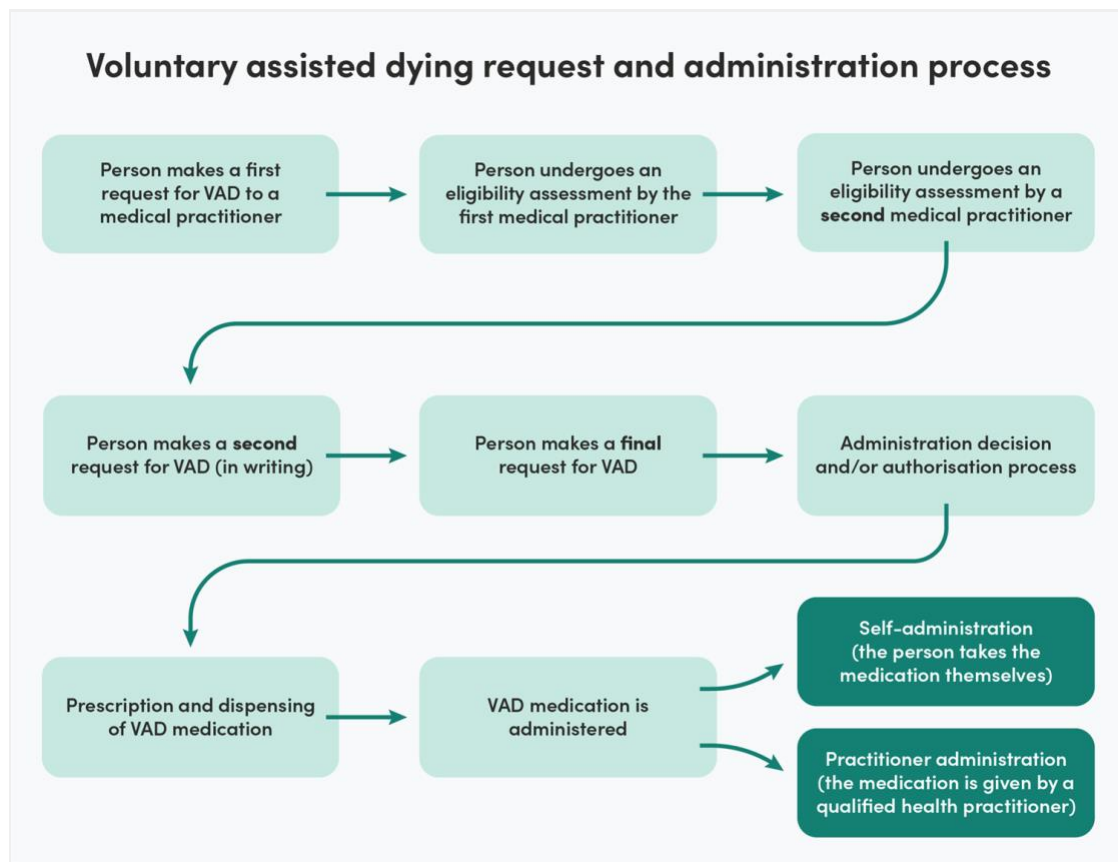 Voluntary assisted dying request and administration process
Person makes a first
request for VAD to a
medical practitioner
Person undergoes an
eligibility assessment by the
first medical practitioner
Person undergoes an
eligibility assessment by a
second medical practitioner
Person makes a second
request for VAD (in writing)
Person makes a final
request for VAD
Administration decision
and/or authorisation process
Prescription and dispensing
of VAD medication
VAD medication is
administered
Self-administration
(the person takes the
medication themselves)
Practitioner administration
(the medication is given by a
qualified health practitioner)